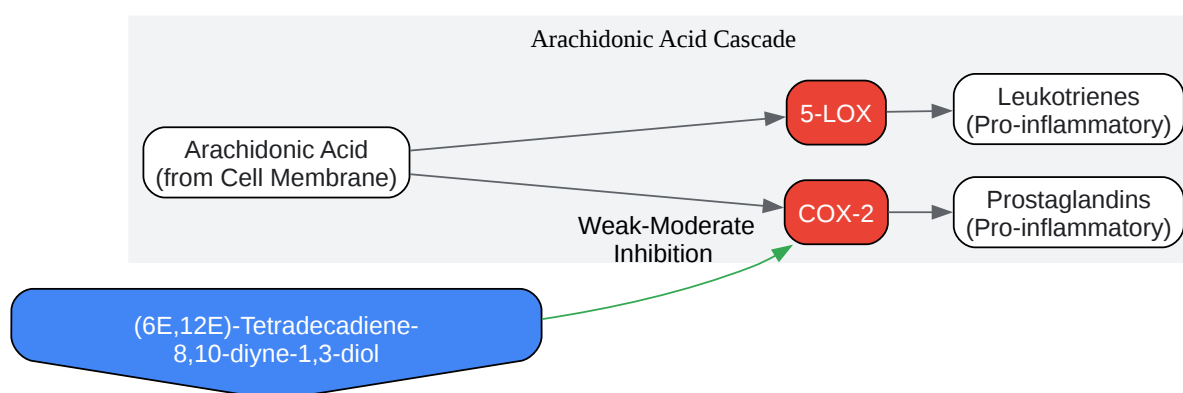 Arachidonic Acid Cascade
Arachidonic Acid
(from Cell Membrane)
5-LOX
Leukotrienes
(Pro-inflammatory)
COX-2
Prostaglandins
(Pro-inflammatory)
Weak-Moderate
Inhibition
(6E,12E)-Tetradecadiene-
8,10-diyne-1,3-diol